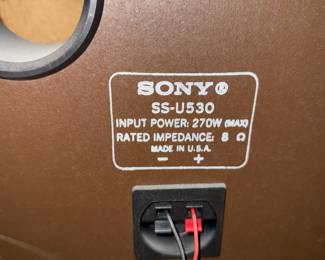 SONY®
SS-U530
INPUT POWER: 270W (MAX)
RATED IMPEDANCE: 8 Ω
MADE IN U.S.A.
− +